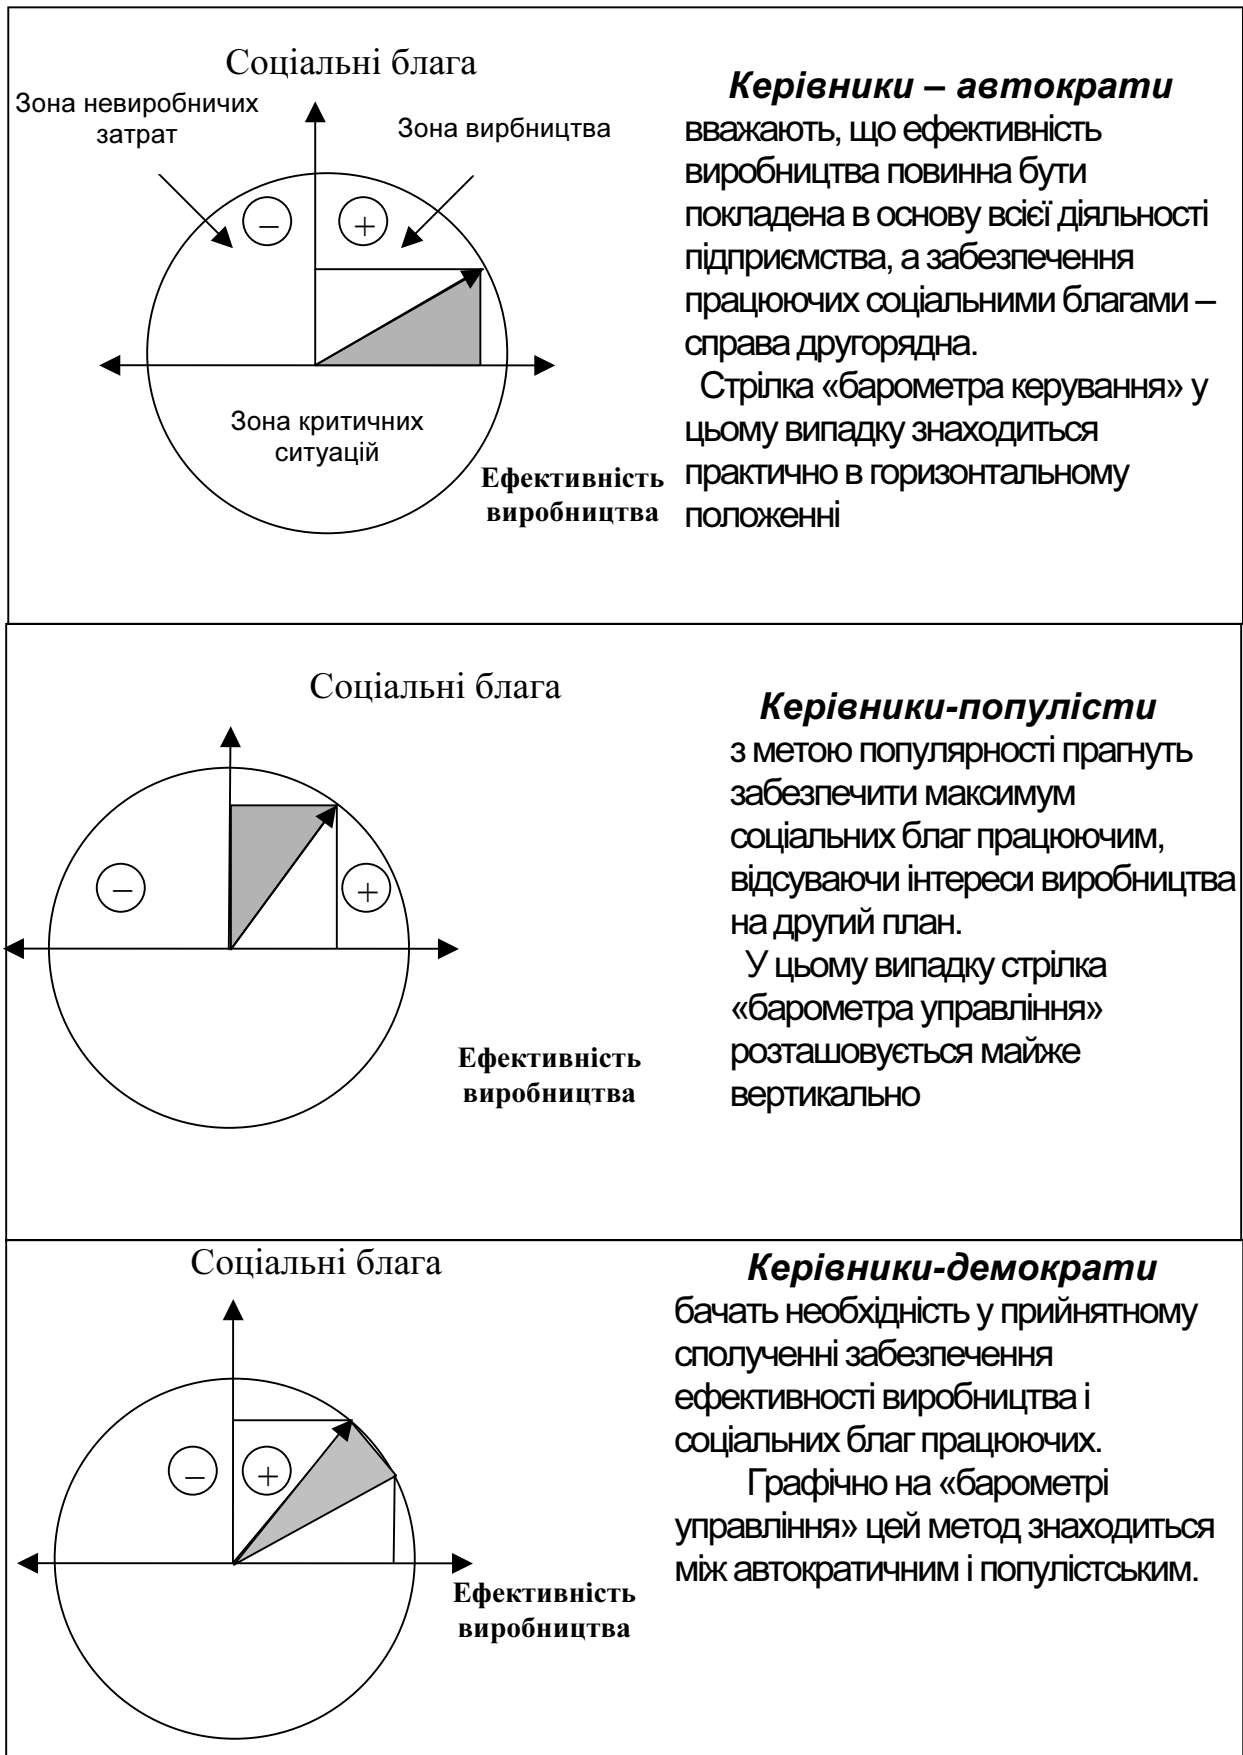 Соціальні блага
Зона невиробничих
затрат
Зона вирбництва
–
+
Зона критичних
ситуацій
Ефективність
виробництва
Керівники – автократи
вважають, що ефективність
виробництва повинна бути
покладена в основу всієї діяльності
підприємства, а забезпечення
працюючих соціальними благами –
справа другорядна.
Стрілка «барометра керування» у
цьому випадку знаходиться
практично в горизонтальному
положенні
Соціальні блага
–
+
Ефективність
виробництва
Керівники-популісти
з метою популярності прагнуть
забезпечити максимум
соціальних благ працюючим,
відсуваючи інтереси виробництва
на другий план.
У цьому випадку стрілка
«барометра управління»
розташовується майже
вертикально
Соціальні блага
–
+
Ефективність
виробництва
Керівники-демократи
бачать необхідність у прийнятному
сполученні забезпечення
ефективності виробництва і
соціальних благ працюючих.
Графічно на «барометрі
управління» цей метод знаходиться
між автократичним і популістським.